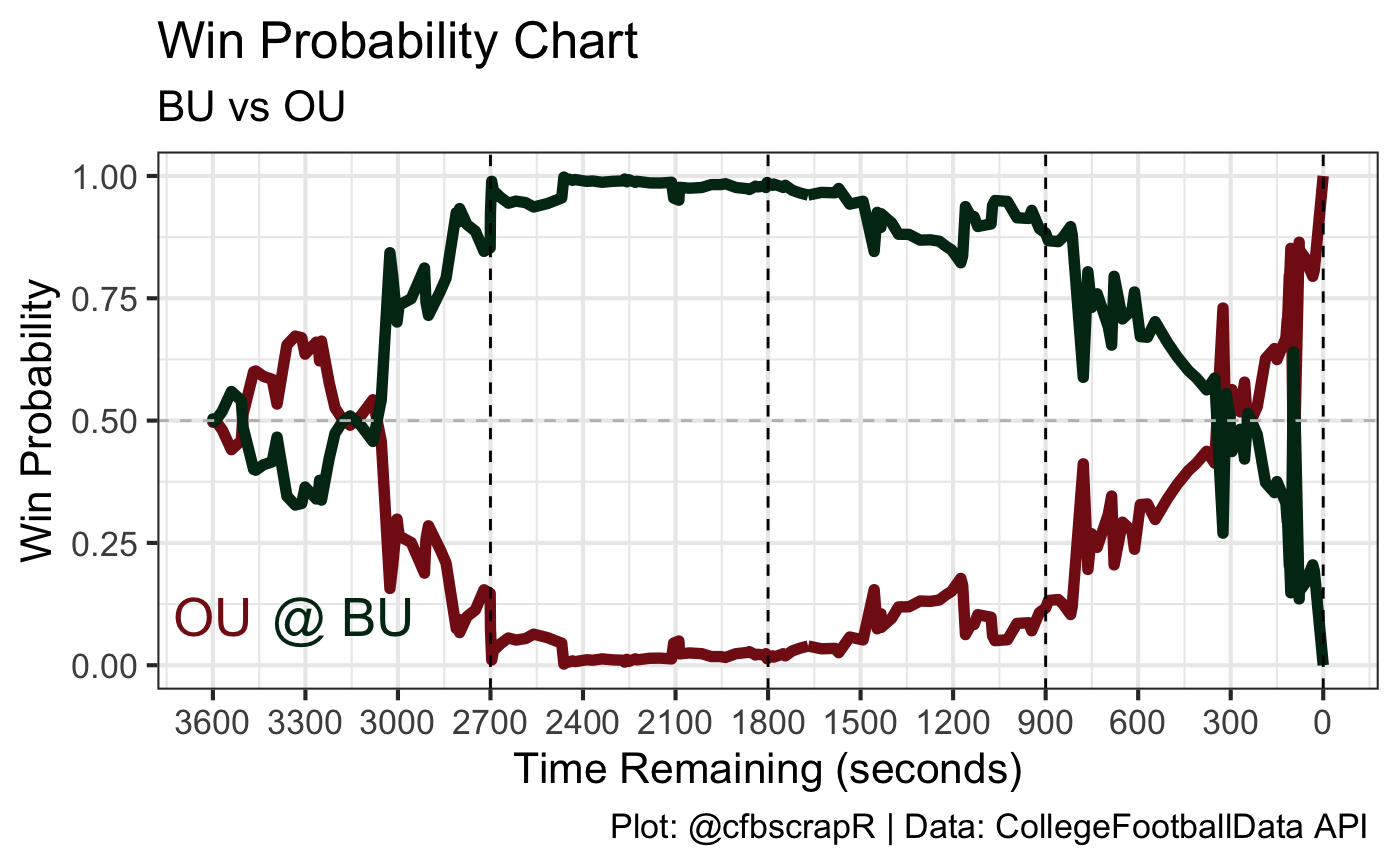 Win Probability Chart
BU vs OU
Win Probability
1.00
0.75
0.50
0.25
0.00
OU @ BU
3600 3300 3000 2700 2400 2100 1800 1500 1200 900 600 300 0
Time Remaining (seconds)
Plot: @cfbscrapR | Data: CollegeFootballData API